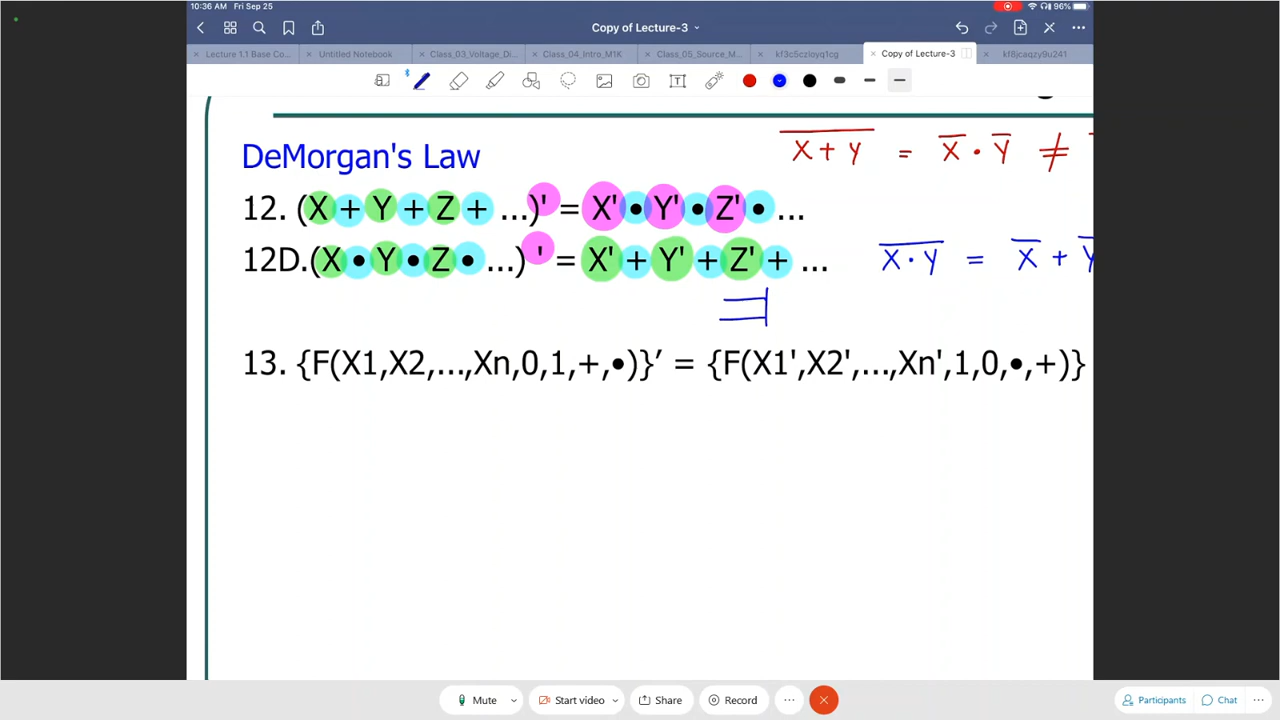 10:36 AM Fri Sep 25
96%
Copy of Lecture-3
Lecture 1.1 Base Co...
Untitled Notebook
Class_03_Voltage_Di...
Class_04_Intro_M1K
Class_05_Source_M...
kf3c5czloyq1cg
Copy of Lecture-3
kf8jcaqzy9u241
DeMorgan's Law
X + Y = X • Y ≠
12. (X + Y + Z + ...)' = X' • Y' • Z' • ...
12D.(X • Y • Z • ...) ' = X' + Y' + Z' + ...
X • Y = X + Y
13. {F(X1,X2,...,Xn,0,1,+,•)}′ = {F(X1',X2',...,Xn',1,0,•,+)}
Mute
Start video
Share
Record
Participants
Chat